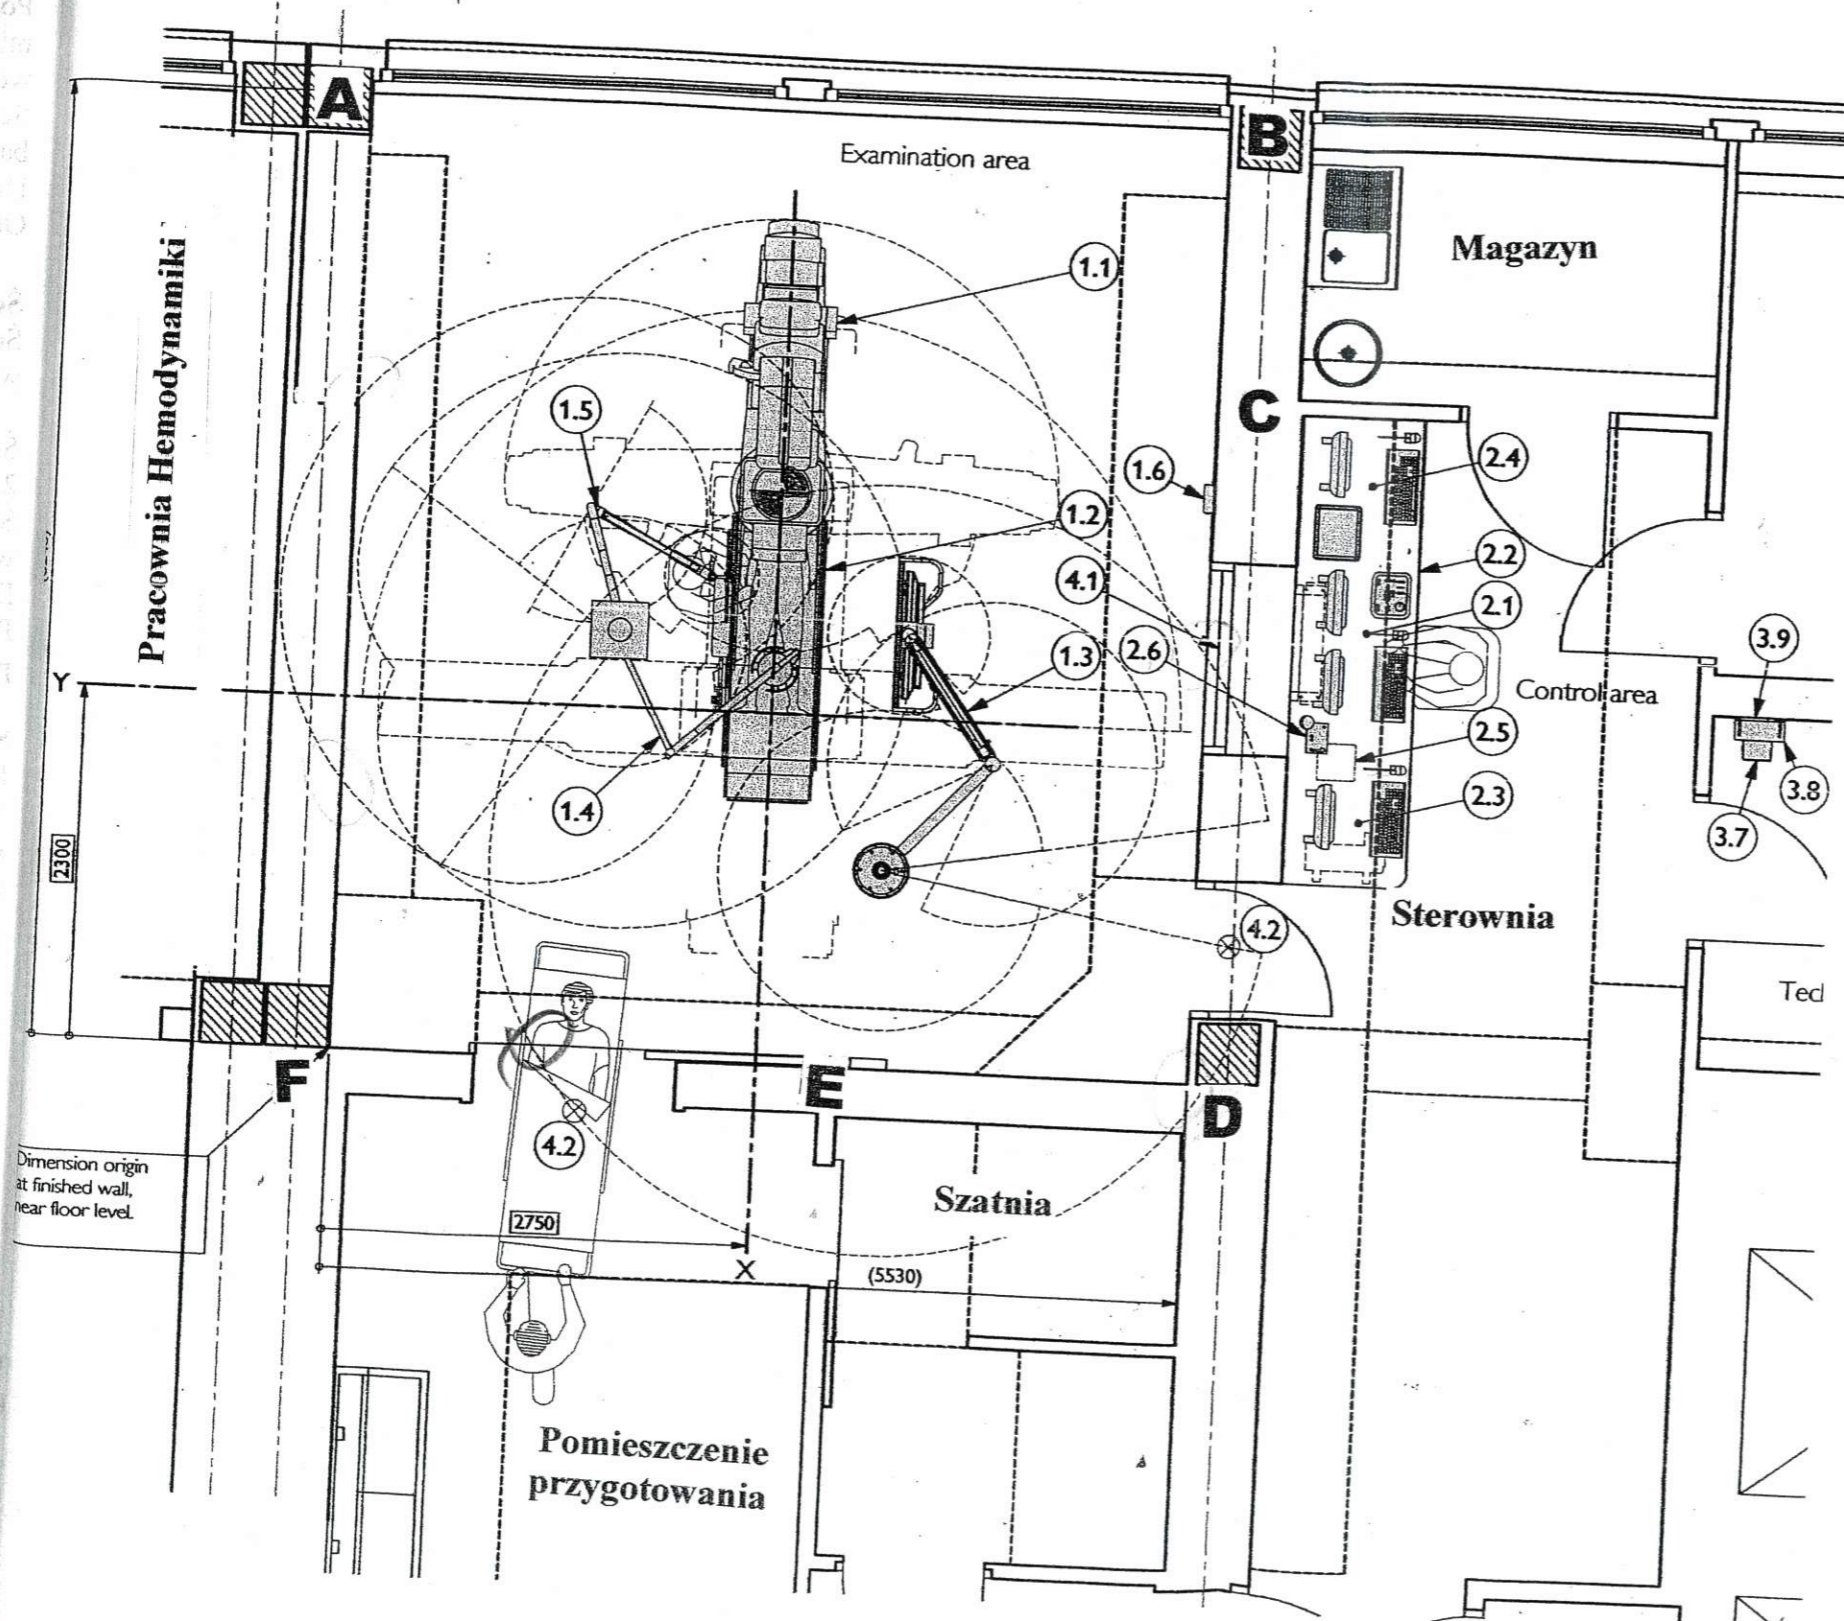 A
B
Examination area
Magazyn
Pracownia Hemodynamiki
1.1
1.5
C
2.4
1.6
1.2
2.2
4.1
2.1
2.6
1.3
3.9
Y
Control area
2.5
1.4
2.3
3.8
3.7
2300
Sterownia
4.2
F
E
D
4.2
Dimension origin
at finished wall,
near floor level.
Szatnia
2750
X
(5530)
Pomieszczenie
przygotowania